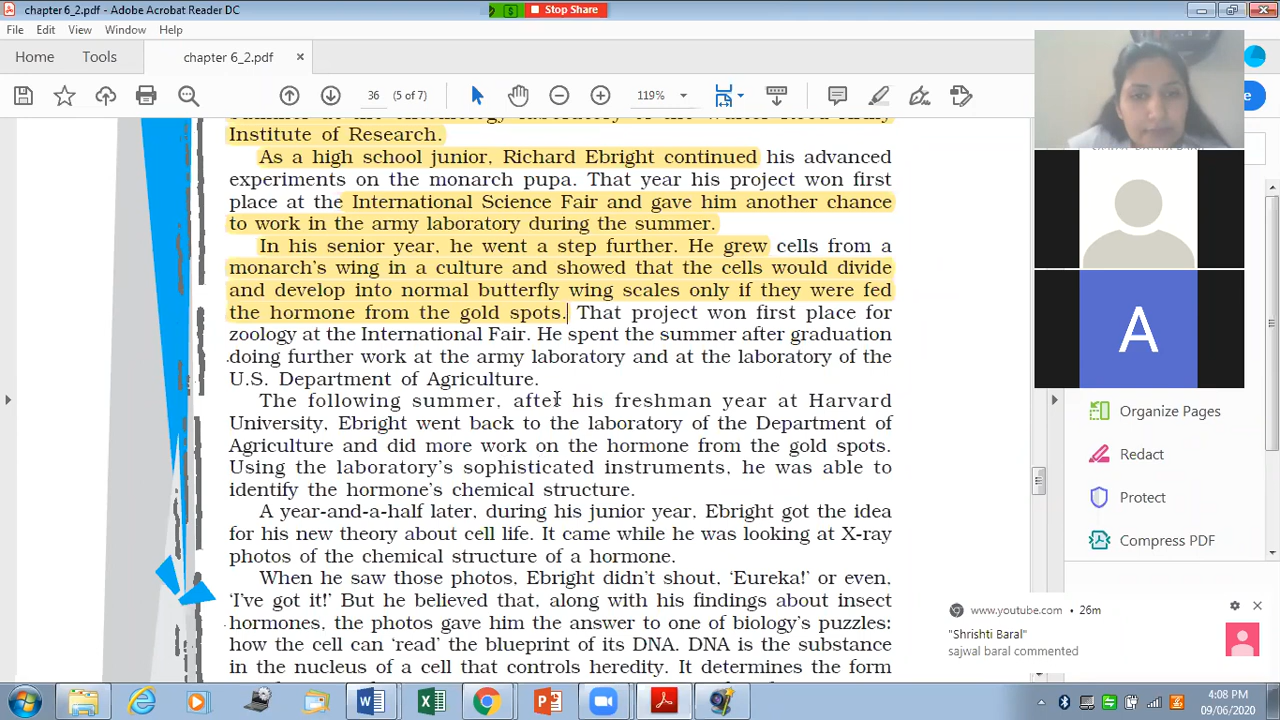 chapter 6_2.pdf - Adobe Acrobat Reader DC
Stop Share
File Edit View Window Help
Home Tools chapter 6_2.pdf ×
36 (5 of 7) 119%
Institute of Research.
As a high school junior, Richard Ebright continued his advanced
experiments on the monarch pupa. That year his project won first
place at the International Science Fair and gave him another chance
to work in the army laboratory during the summer.
In his senior year, he went a step further. He grew cells from a
monarch's wing in a culture and showed that the cells would divide
and develop into normal butterfly wing scales only if they were fed
the hormone from the gold spots. That project won first place for
zoology at the International Fair. He spent the summer after graduation
doing further work at the army laboratory and at the laboratory of the
U.S. Department of Agriculture.
The following summer, after his freshman year at Harvard
University, Ebright went back to the laboratory of the Department of
Agriculture and did more work on the hormone from the gold spots.
Using the laboratory's sophisticated instruments, he was able to
identify the hormone's chemical structure.
A year-and-a-half later, during his junior year, Ebright got the idea
for his new theory about cell life. It came while he was looking at X-ray
photos of the chemical structure of a hormone.
When he saw those photos, Ebright didn't shout, 'Eureka!' or even,
'I've got it!' But he believed that, along with his findings about insect
hormones, the photos gave him the answer to one of biology's puzzles:
how the cell can 'read' the blueprint of its DNA. DNA is the substance
in the nucleus of a cell that controls heredity. It determines the form
A
Organize Pages
Redact
Protect
Compress PDF
www.youtube.com • 26m
"Shrishti Baral"
sajwal baral commented
4:08 PM
09/06/2020